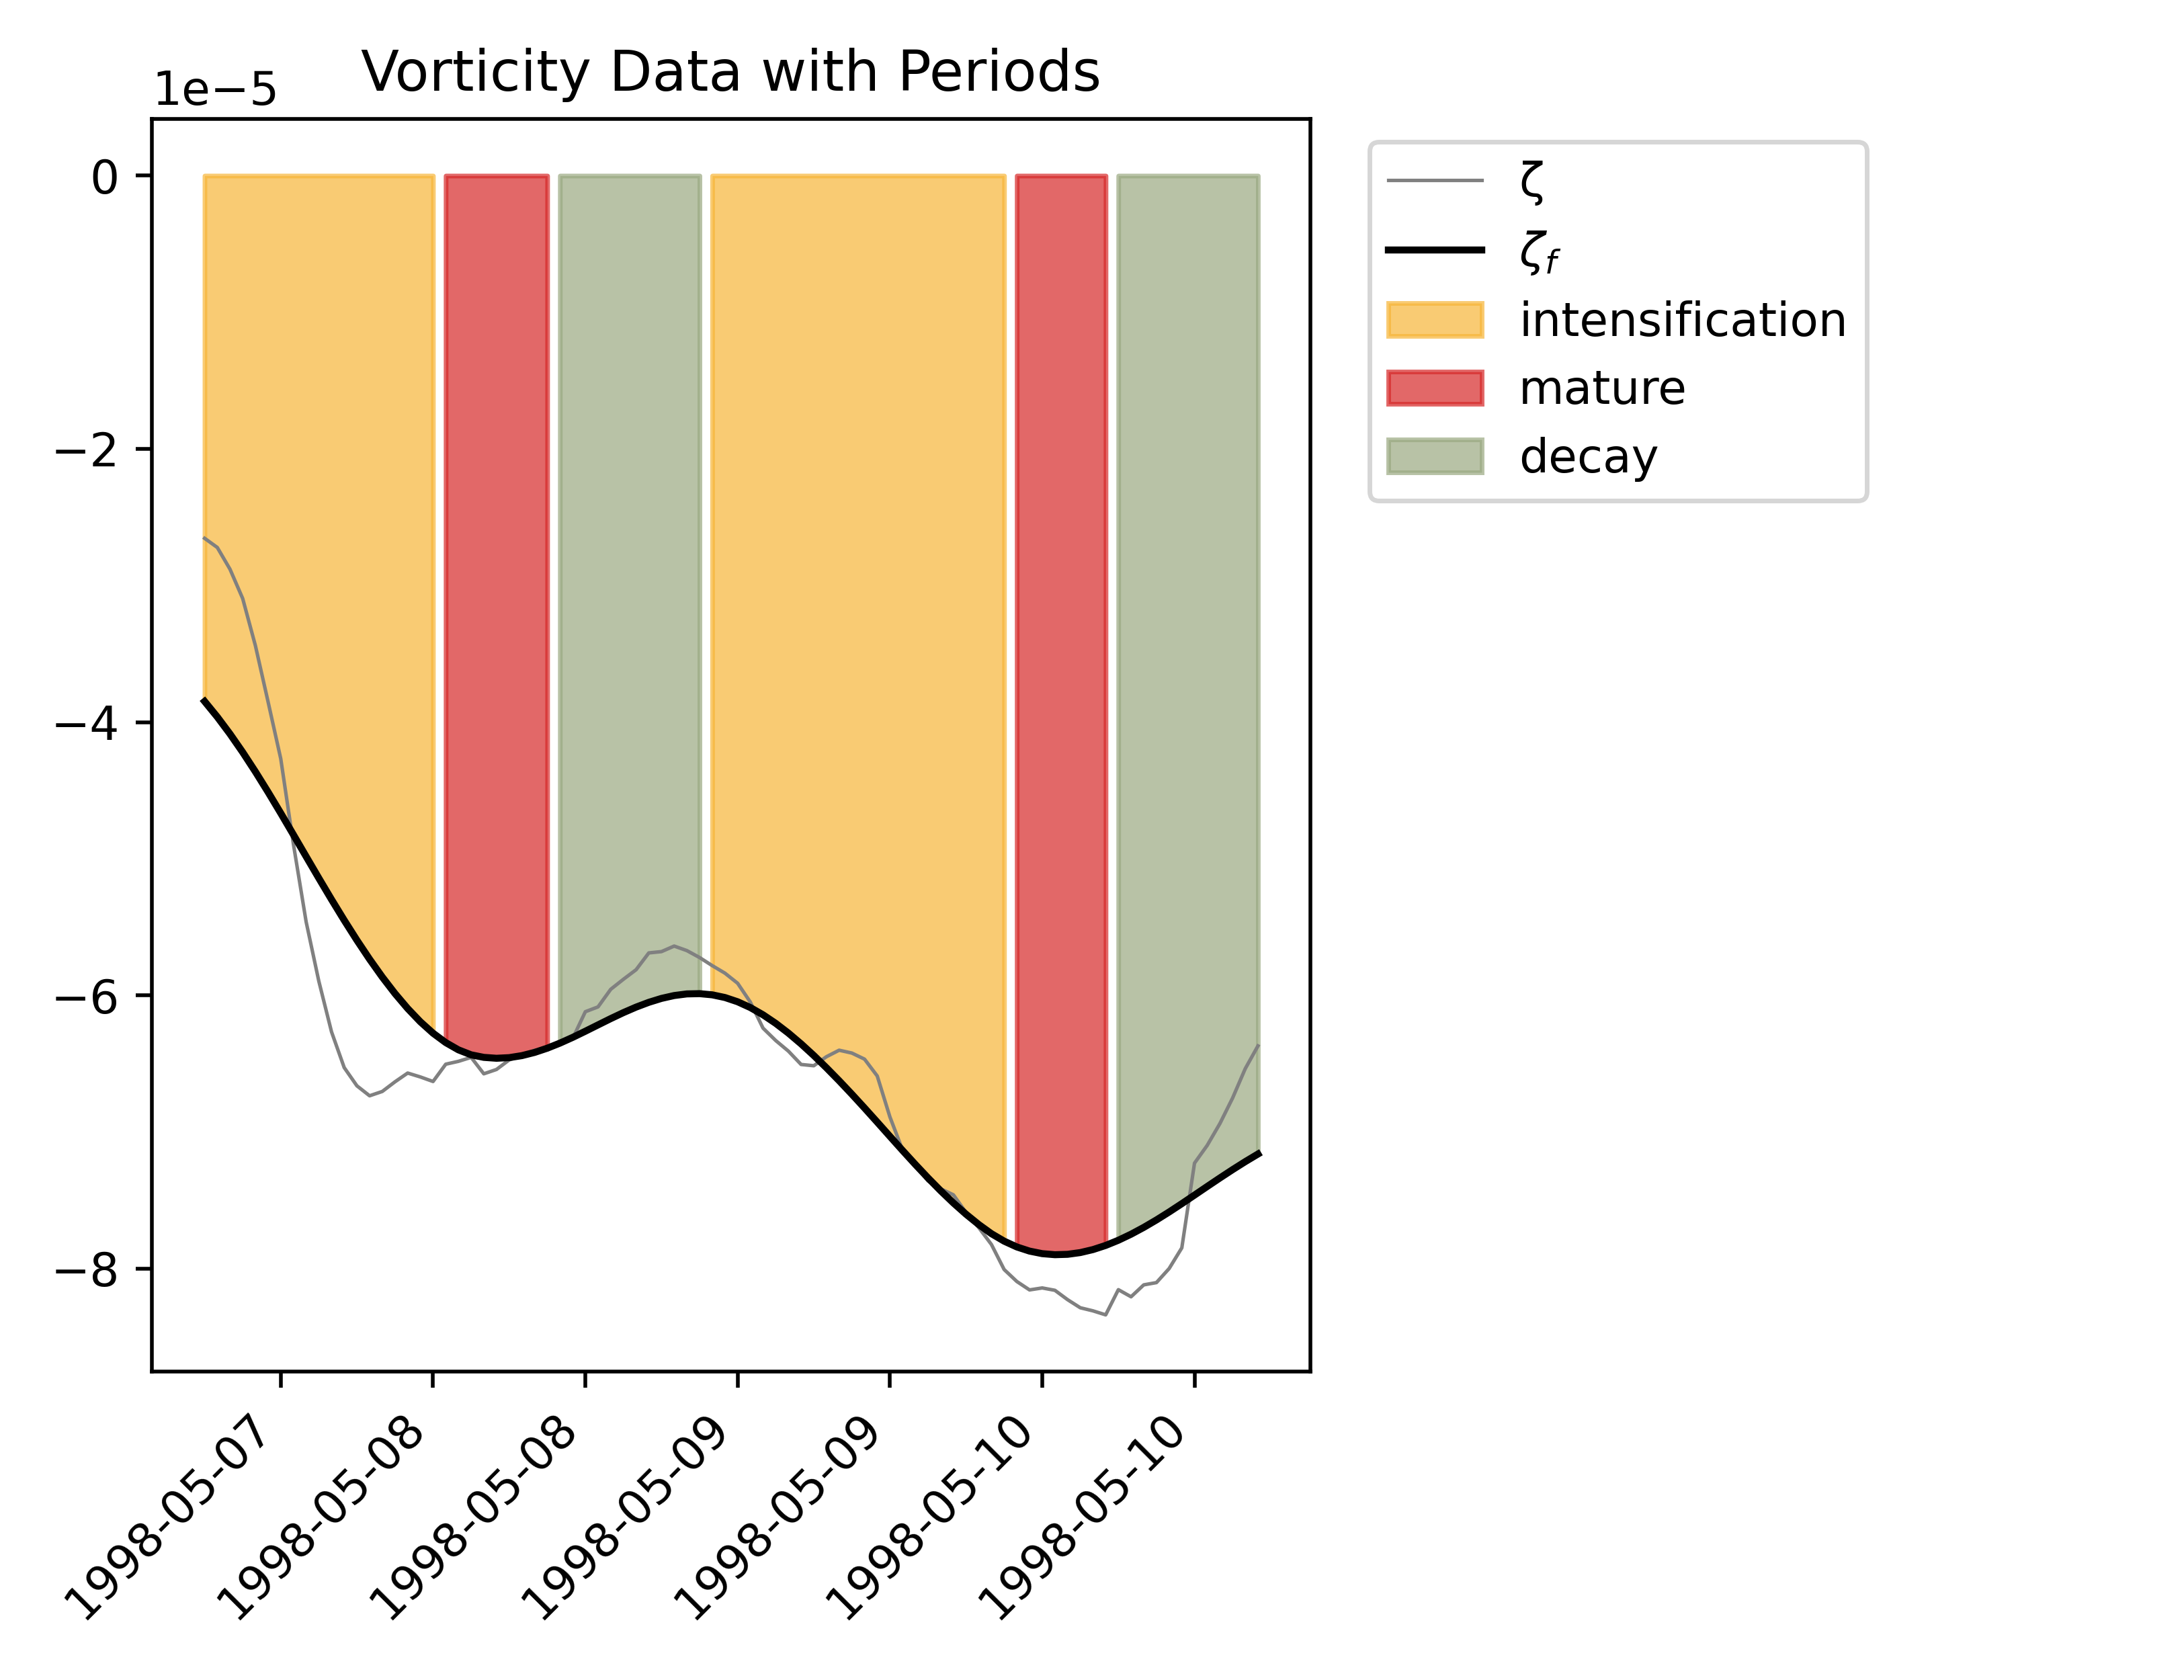 Vorticity Data with Periods
1e−5
0
−2
−4
−6
−8
1998-05-07
1998-05-08
1998-05-08
1998-05-09
1998-05-09
1998-05-10
1998-05-10
ζ
ζf
intensification
mature
decay